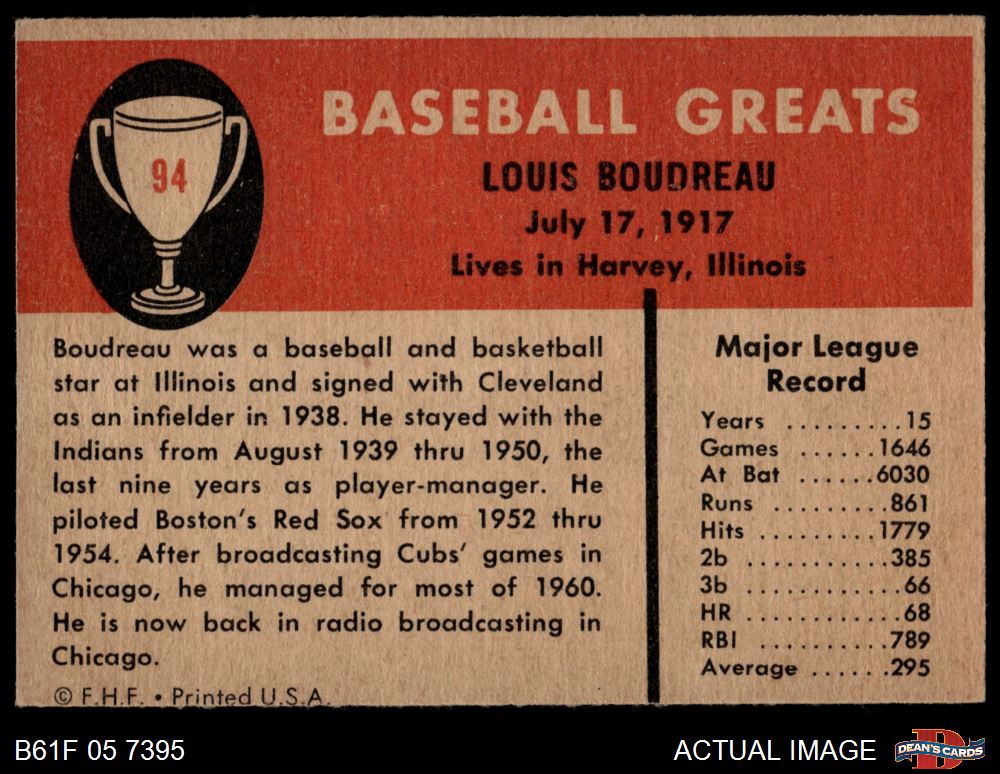 94
BASEBALL GREATS
LOUIS BOUDREAU
July 17, 1917
Lives in Harvey, Illinois
Boudreau was a baseball and basketball
star at Illinois and signed with Cleveland
as an infielder in 1938. He stayed with the
Indians from August 1939 thru 1950, the
last nine years as player-manager. He
piloted Boston's Red Sox from 1952 thru
1954. After broadcasting Cubs' games in
Chicago, he managed for most of 1960.
He is now back in radio broadcasting in
Chicago.
© F.H.F. • Printed U.S.A.
Major League
Record
Years .........15
Games ......1646
At Bat ......6030
Runs .........861
Hits .........1779
2b ...........385
3b ............66
HR ............68
RBI ..........789
Average ......295
B61F 05 7395
ACTUAL IMAGE
D
DEAN'S CARDS